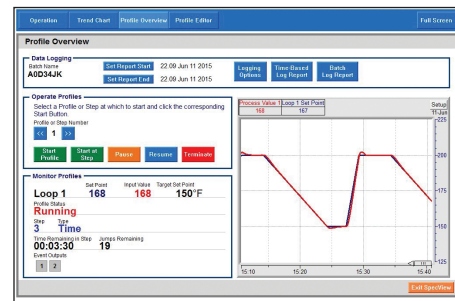 Operation Trend Chart Profile Overview Profile Editor Full Screen
Profile Overview
Data Logging
Batch Name
A0D34JK
Set Report Start 22.09 Jun 11 2015
Set Report End 22.09 Jun 11 2015
Logging Options
Time-Based Log Report
Batch Log Report
Operate Profiles
Select a Profile or Step at which to start and click the corresponding
Start Button.
Profile or Step Number
<< 1 >>
Start Profile
Start at Step
Pause Resume Terminate
Monitor Profiles
Set Point Input Value Target Set Point
Loop 1 168 168 150°F
Profile Status
Running
Step Type
3 Time
Time Remaining in Step Jumps Remaining
00:03:30 19
Event Outputs
1 2
Process Value 1 Loop 1 Set Point
168 167
Setup
11-Jun
225
200
175
150
125
15:10 15:20 15:30 15:40
Exit SpecView